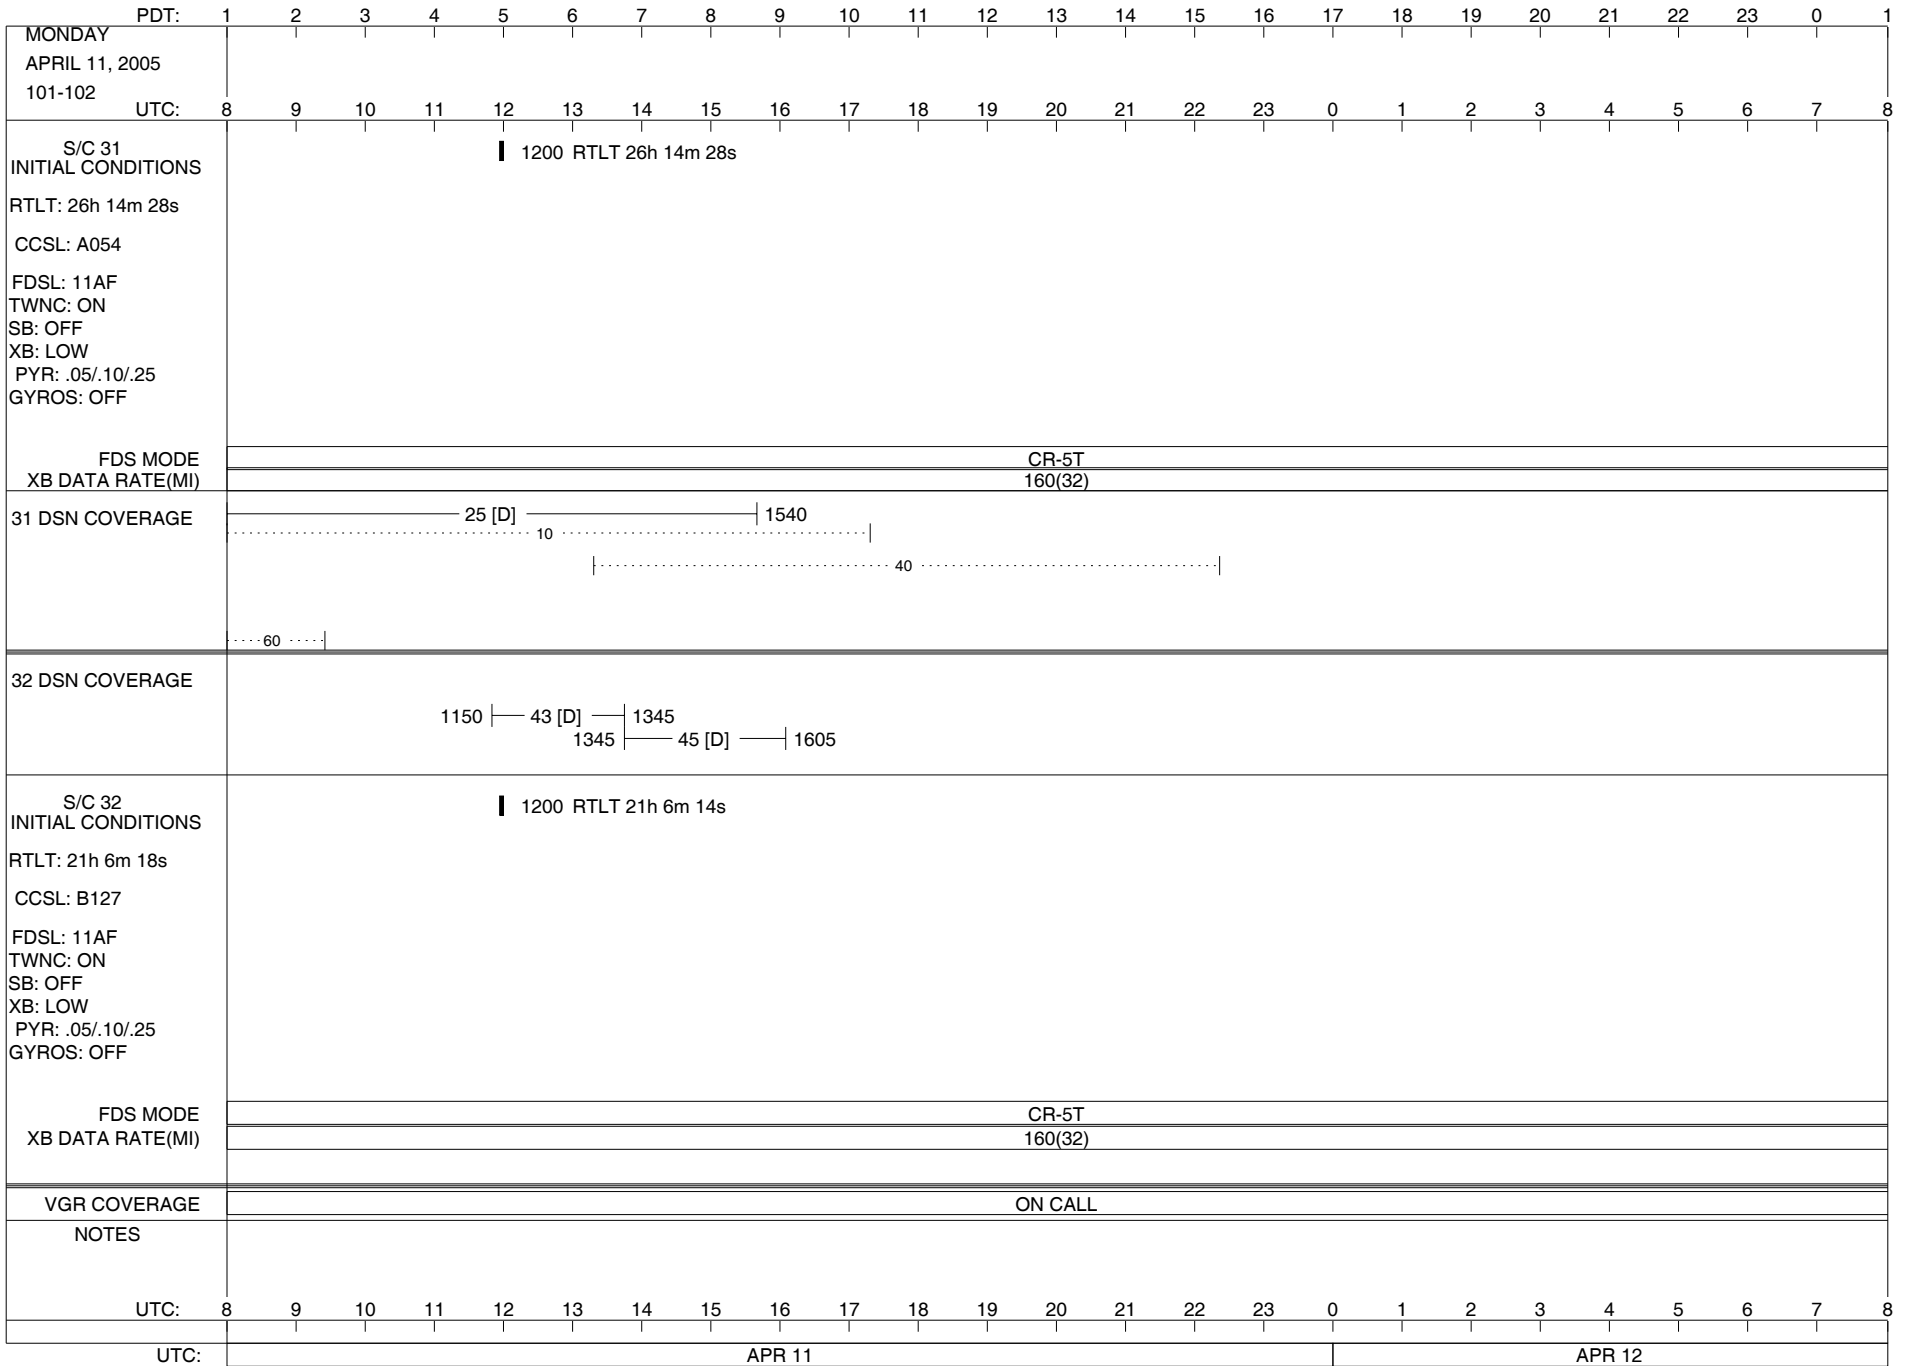 PDT: 1 2 3 4 5 6 7 8 9 10 11 12 13 14 15 16 17 18 19 20 21 22 23 0 1
MONDAY
APRIL 11, 2005
101-102
UTC: 8 9 10 11 12 13 14 15 16 17 18 19 20 21 22 23 0 1 2 3 4 5 6 7 8
S/C 31
INITIAL CONDITIONS
1200 RTLT 26h 14m 28s
RTLT: 26h 14m 28s
CCSL: A054
FDSL: 11AF
TWNC: ON
SB: OFF
XB: LOW
PYR: .05/.10/.25
GYROS: OFF
FDS MODE CR-5T
XB DATA RATE(MI) 160(32)
31 DSN COVERAGE
25 [D] 1540
10
40
60
32 DSN COVERAGE
1150 43 [D] 1345
1345 45 [D] 1605
S/C 32
INITIAL CONDITIONS
1200 RTLT 21h 6m 14s
RTLT: 21h 6m 18s
CCSL: B127
FDSL: 11AF
TWNC: ON
SB: OFF
XB: LOW
PYR: .05/.10/.25
GYROS: OFF
FDS MODE CR-5T
XB DATA RATE(MI) 160(32)
VGR COVERAGE ON CALL
NOTES
UTC: 8 9 10 11 12 13 14 15 16 17 18 19 20 21 22 23 0 1 2 3 4 5 6 7 8
UTC: APR 11 APR 12